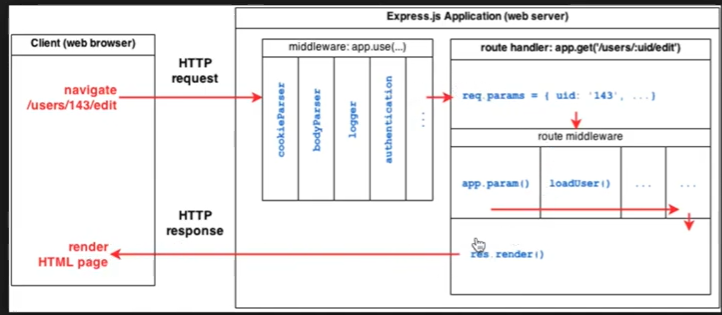 Express.js Application (web server)
Client (web browser)
HTTP
request
middleware: app.use(...)
route handler: app.get('/users/:uid/edit')
navigate
/users/143/edit
cookieParser
bodyParser
logger
authentication
...
req.params = { uid: '143', ...}
route middleware
app.param()
loadUser()
...
...
HTTP
response
render
HTML page
res.render()